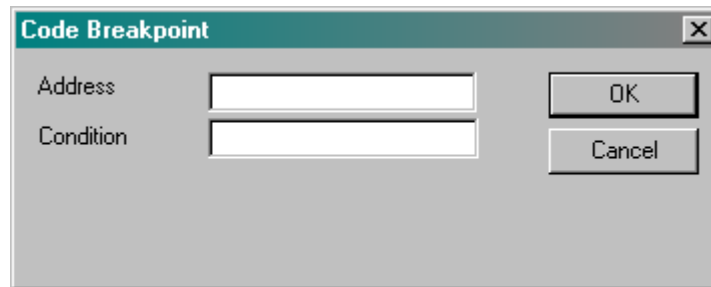 Code Breakpoint
Address
OK
Condition
Cancel